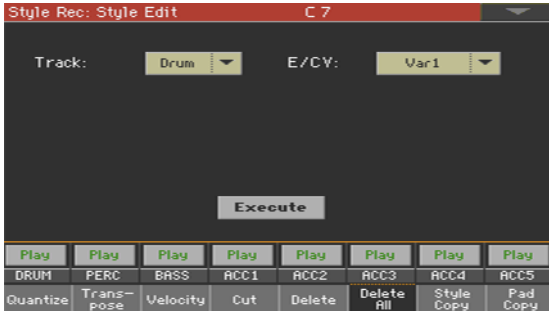 Style Rec: Style Edit C 7
Track: Drum E/CV: Var1
Execute
Play Play Play Play Play Play Play Play
DRUM PERC BASS ACC1 ACC2 ACC3 ACC4 ACC5
Quantize Trans- Velocity Cut Delete Delete Style Pad
pose All Copy Copy